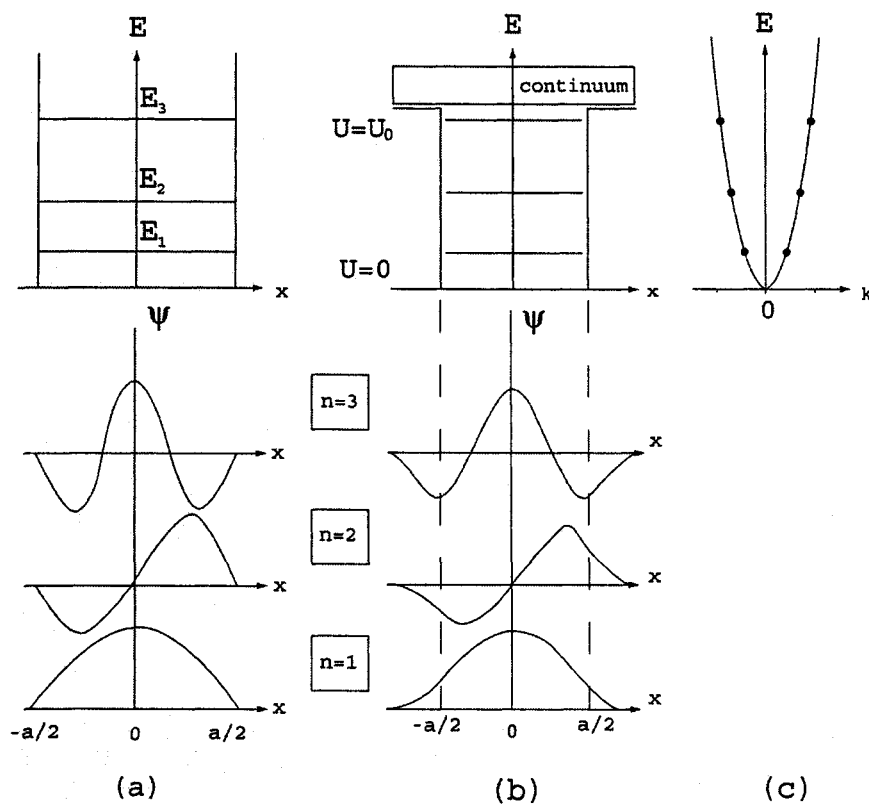 E
E
E
continuum
E₃
U=U₀
E₂
E₁
U=0
x
x
0
k
ψ
ψ
n=3
x
x
n=2
x
x
n=1
x
x
-a/2
0
a/2
-a/2
0
a/2
(a)
(b)
(c)